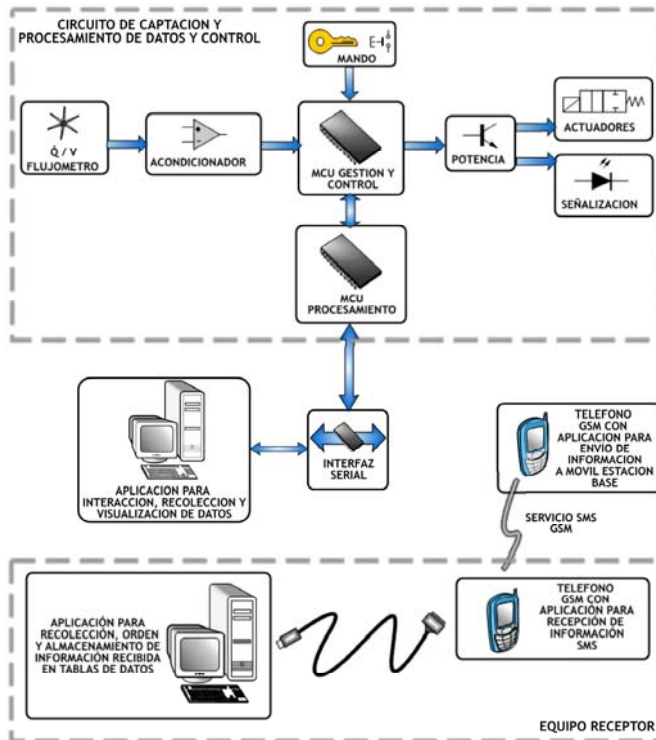 CIRCUITO DE CAPTACION Y
PROCESAMIENTO DE DATOS Y CONTROL
MANDO
Q̇ / V
FLUJOMETRO
ACONDICIONADOR
MCU GESTION Y
CONTROL
POTENCIA
ACTUADORES
SEÑALIZACION
MCU
PROCESAMIENTO
INTERFAZ
SERIAL
APLICACION PARA
INTERACCION, RECOLECCION Y
VISUALIZACION DE DATOS
TELEFONO
GSM CON
APLICACION PARA
ENVIO DE
INFORMACION
A MOVIL ESTACION
BASE
SERVICIO SMS
GSM
APLICACIÓN PARA
RECOLECCIÓN, ORDEN
Y ALMACENAMIENTO DE
INFORMACIÓN RECIBIDA
EN TABLAS DE DATOS
TELEFONO
GSM CON
APLICACIÓN PARA
RECEPCIÓN DE
INFORMACIÓN
SMS
EQUIPO RECEPTOR